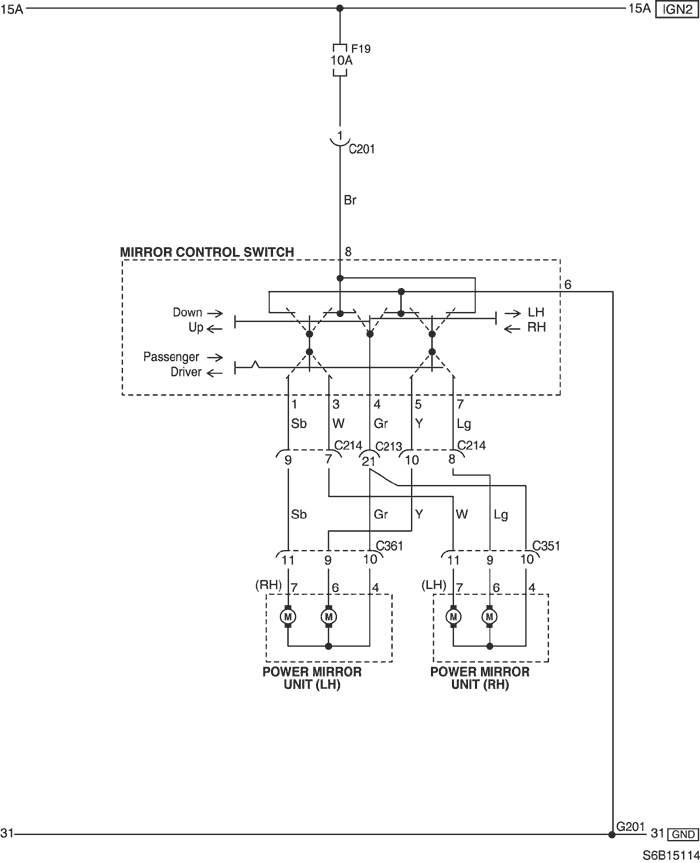 15A 15A IGN2
F19
10A
1
C201
Br
MIRROR CONTROL SWITCH 8
6
Down LH
Up RH
Passenger
Driver
1 3 4 5 7
Sb W Gr Y Lg
C214 C213 C214
9 7 21 10 8
Sb Gr Y W Lg
C361 C351
11 9 10 11 9 10
(RH) 7 6 4 (LH) 7 6 4
M M M M
POWER MIRROR POWER MIRROR
UNIT (LH) UNIT (RH)
G201
31 31 GND
S6B15114